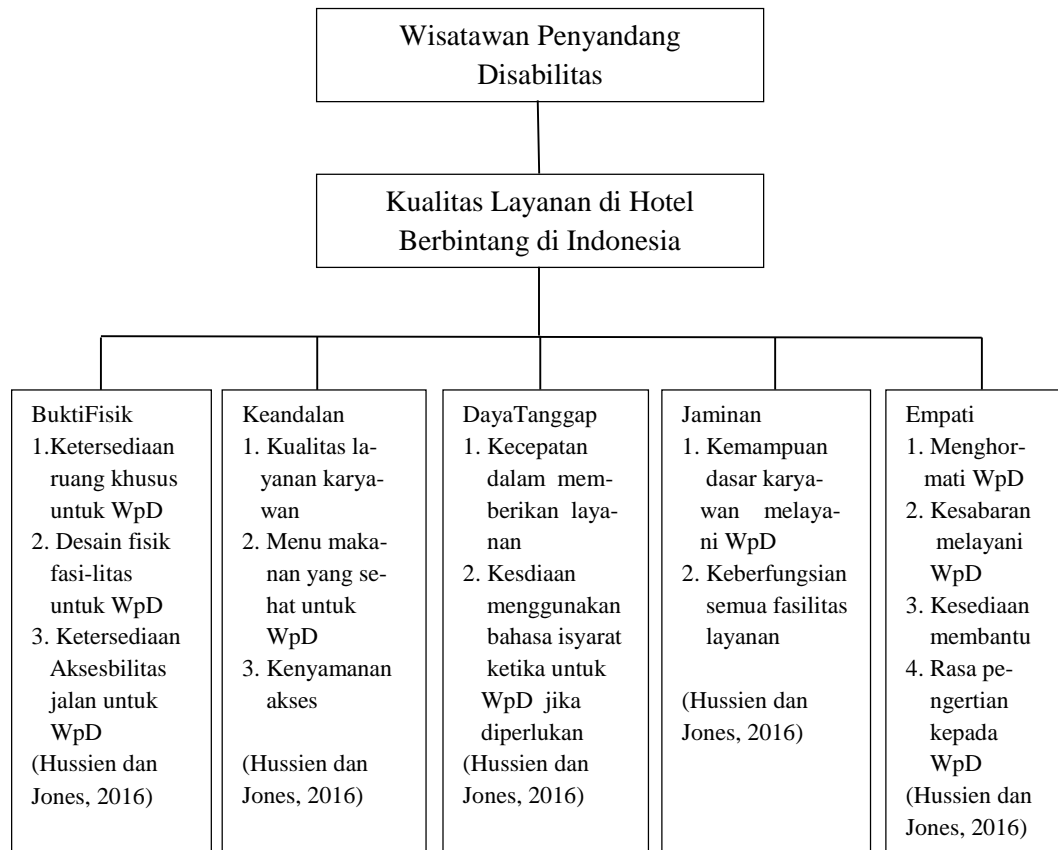 Wisatawan Penyandang
Disabilitas
Kualitas Layanan di Hotel
Berbintang di Indonesia
BuktiFisik
1.Ketersediaan
ruang khusus
untuk WpD
2. Desain fisik
fasi-litas
untuk WpD
3. Ketersediaan
Aksesbilitas
jalan untuk
WpD
(Hussien dan
Jones, 2016)
Keandalan
1. Kualitas la-
yanan karya-
wan
2. Menu maka-
nan yang se-
hat untuk
WpD
3. Kenyamanan
akses
(Hussien dan
Jones, 2016)
DayaTanggap
1. Kecepatan
dalam mem-
berikan laya-
nan
2. Kesdiaan
menggunakan
bahasa isyarat
ketika untuk
WpD jika
diperlukan
(Hussien dan
Jones, 2016)
Jaminan
1. Kemampuan
dasar karya-
wan melaya-
ni WpD
2. Keberfungsian
semua fasilitas
layanan
(Hussien dan
Jones, 2016)
Empati
1. Menghor-
mati WpD
2. Kesabaran
melayani
WpD
3. Kesediaan
membantu
4. Rasa pe-
ngertian
kepada
WpD
(Hussien dan
Jones, 2016)